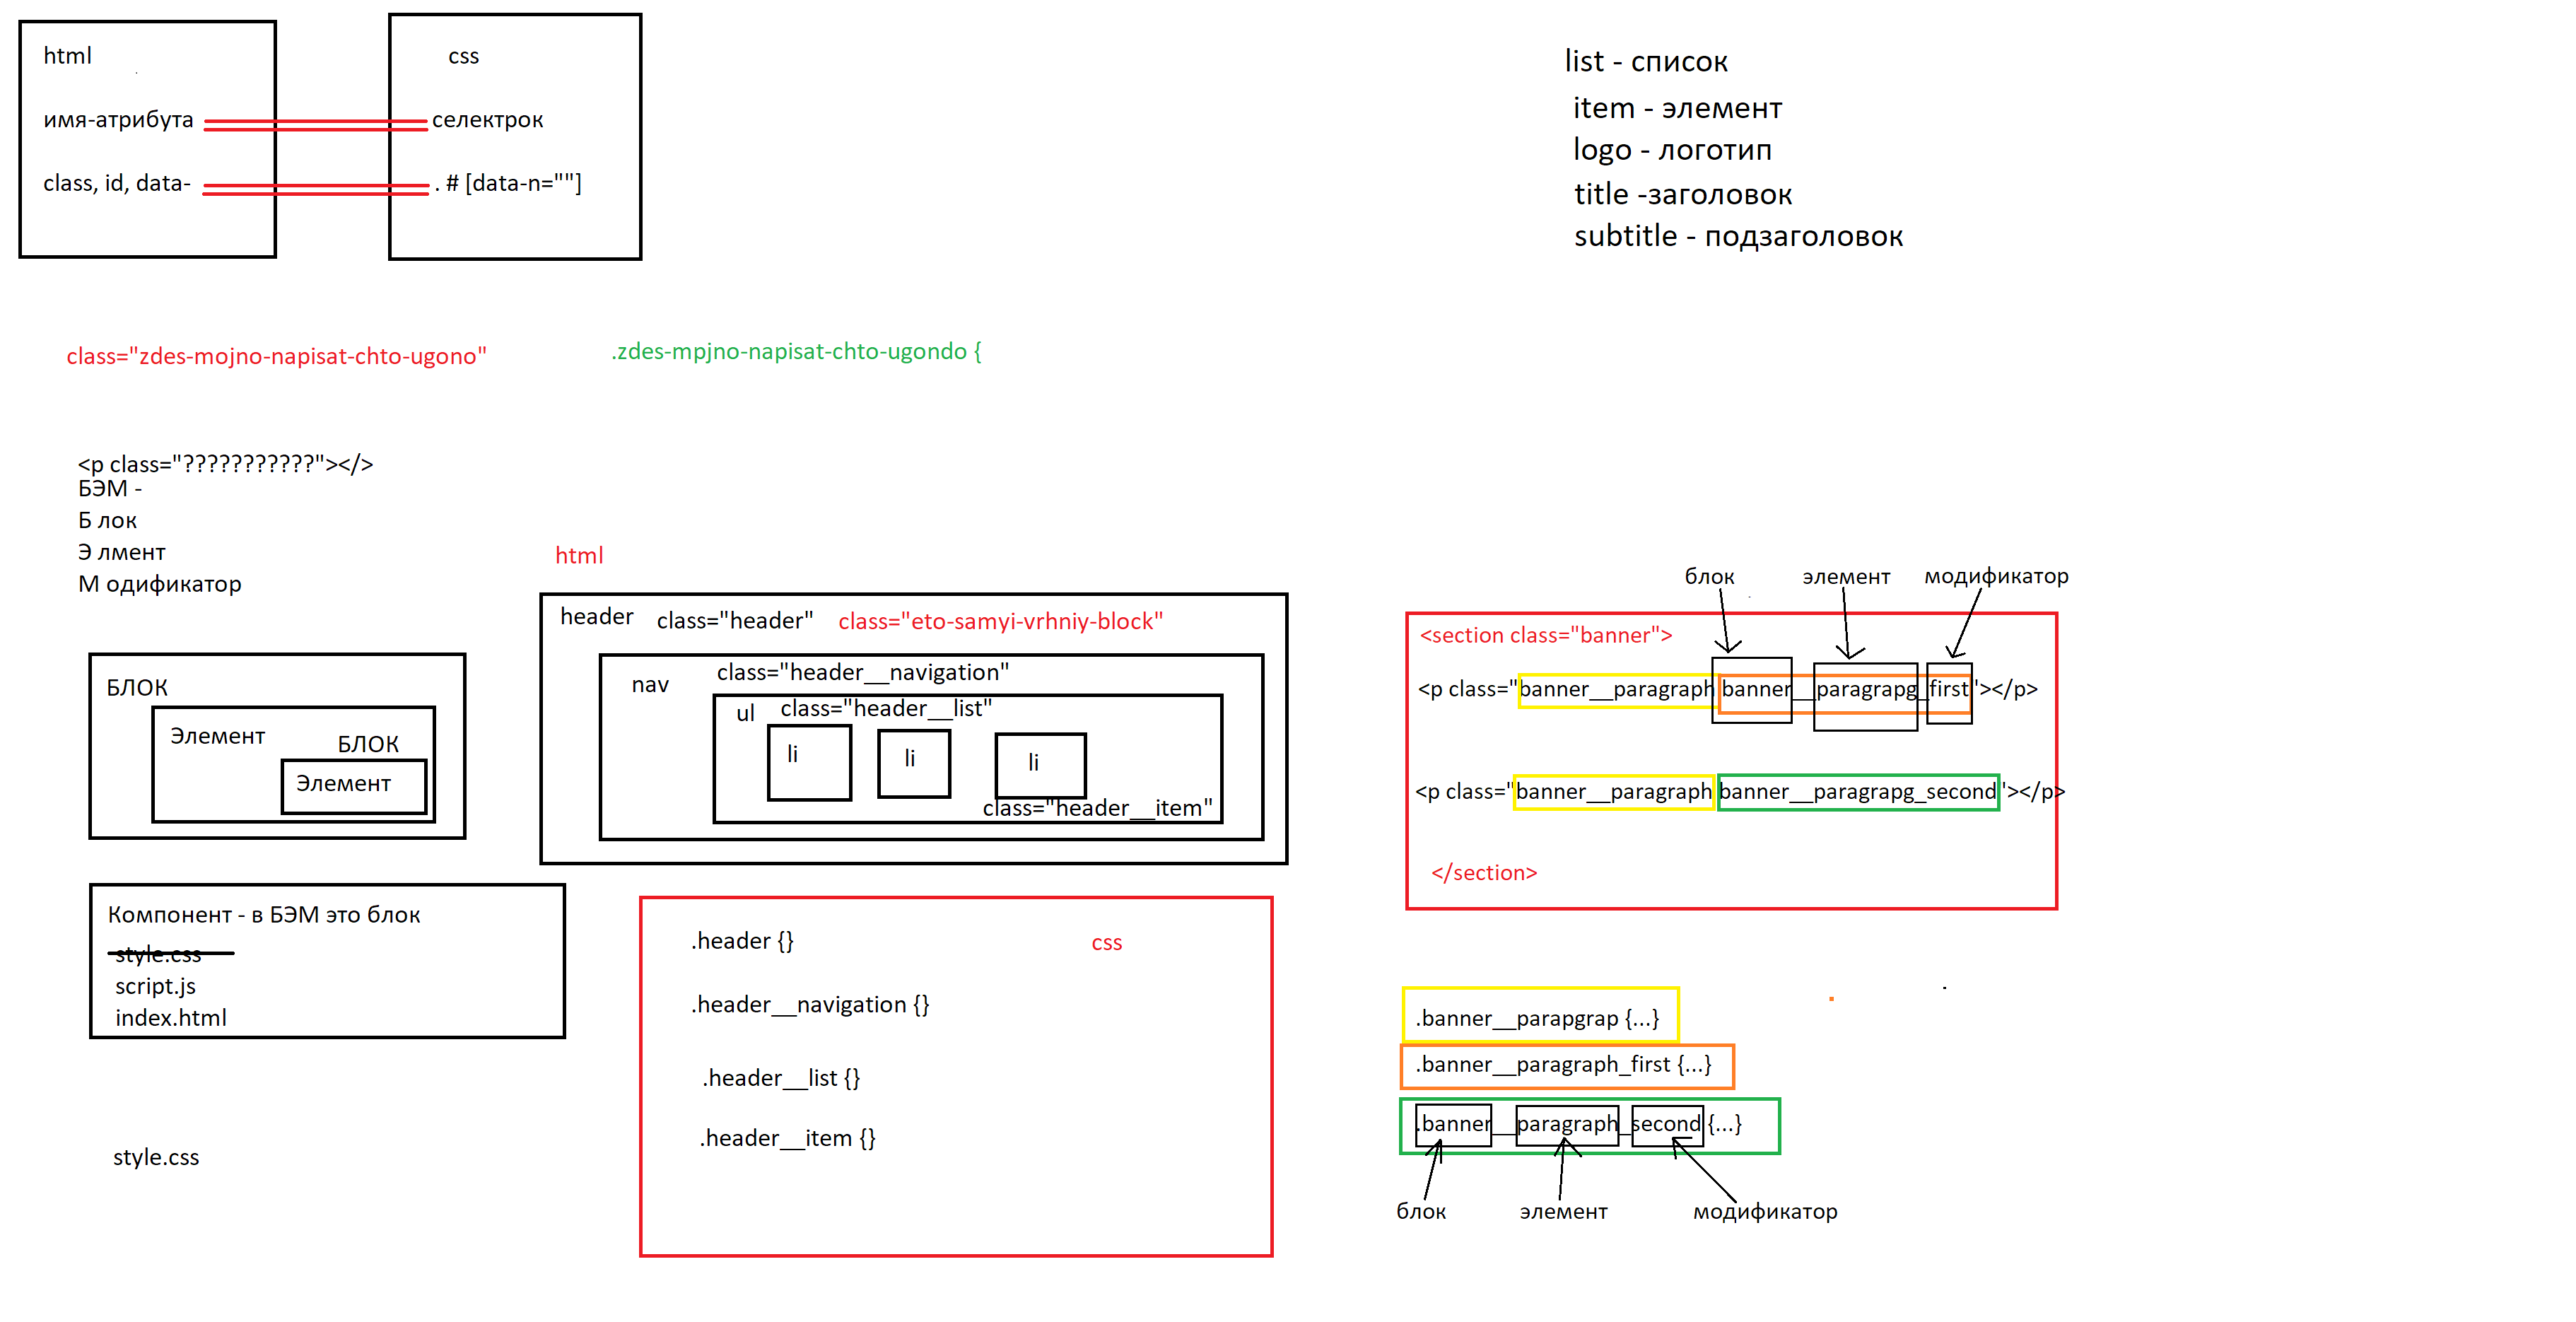 html
имя-атрибута
class, id, data-
css
селектрок
. # [data-n=""]
list - список
item - элемент
logo - логотип
title -заголовок
subtitle - подзаголовок
class="zdes-mojno-napisat-chto-ugono"
.zdes-mpjno-napisat-chto-ugondo {
<p class="???????????"></>
БЭМ -
Б лок
Э лмент
М одификатор
БЛОК
Элемент
БЛОК
Элемент
Компонент - в БЭМ это блок
style.css
script.js
index.html
style.css
html
header class="header" class="eto-samyi-vrhniy-block"
nav class="header__navigation"
ul class="header__list"
li li li
class="header__item"
css
.header {}
.header__navigation {}
.header__list {}
.header__item {}
блок элемент модификатор
<section class="banner">
<p class="banner__paragraph banner__paragrapg_first"></p>
<p class="banner__paragraph banner__paragrapg_second"></p>
</section>
.banner__parapgrap {...}
.banner__paragraph_first {...}
.banner__paragraph_second {...}
блок элемент модификатор